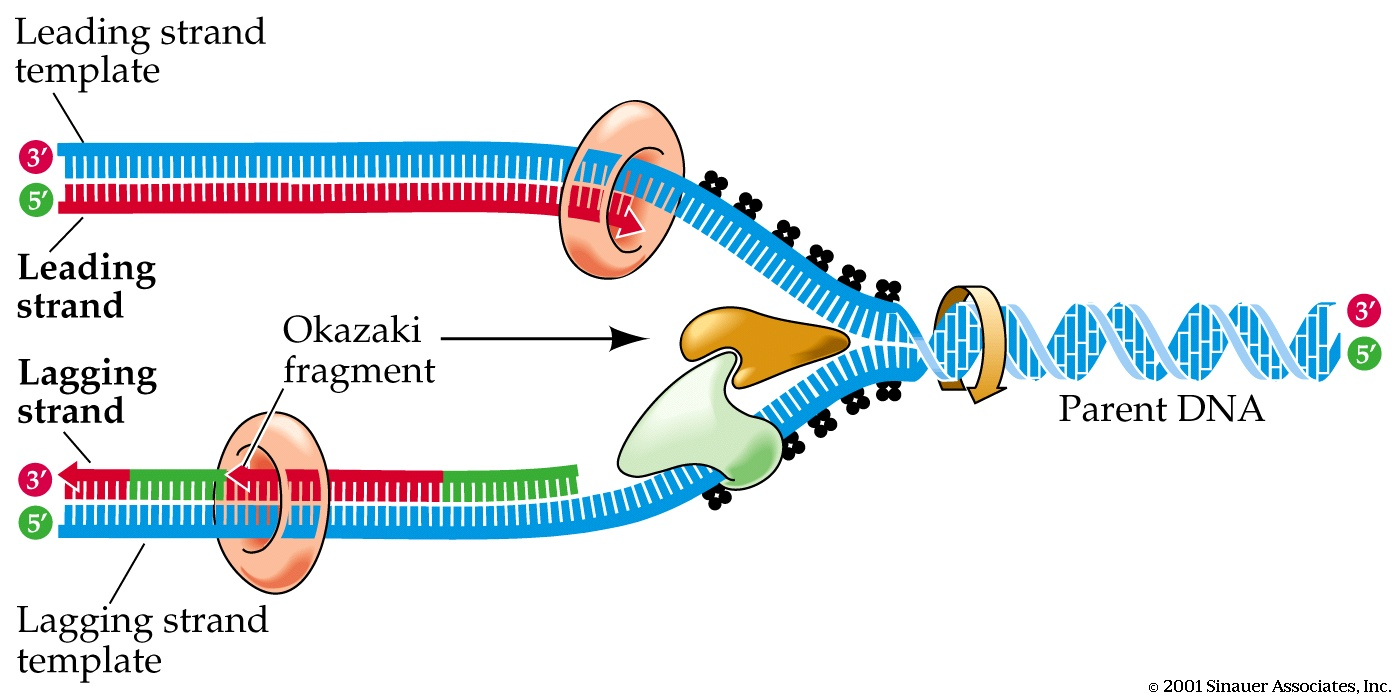 Leading strand
template
3′
5′
Leading
strand
Okazaki
fragment
3′
5′
Parent DNA
Lagging
strand
3′
5′
Lagging strand
template
© 2001 Sinauer Associates, Inc.